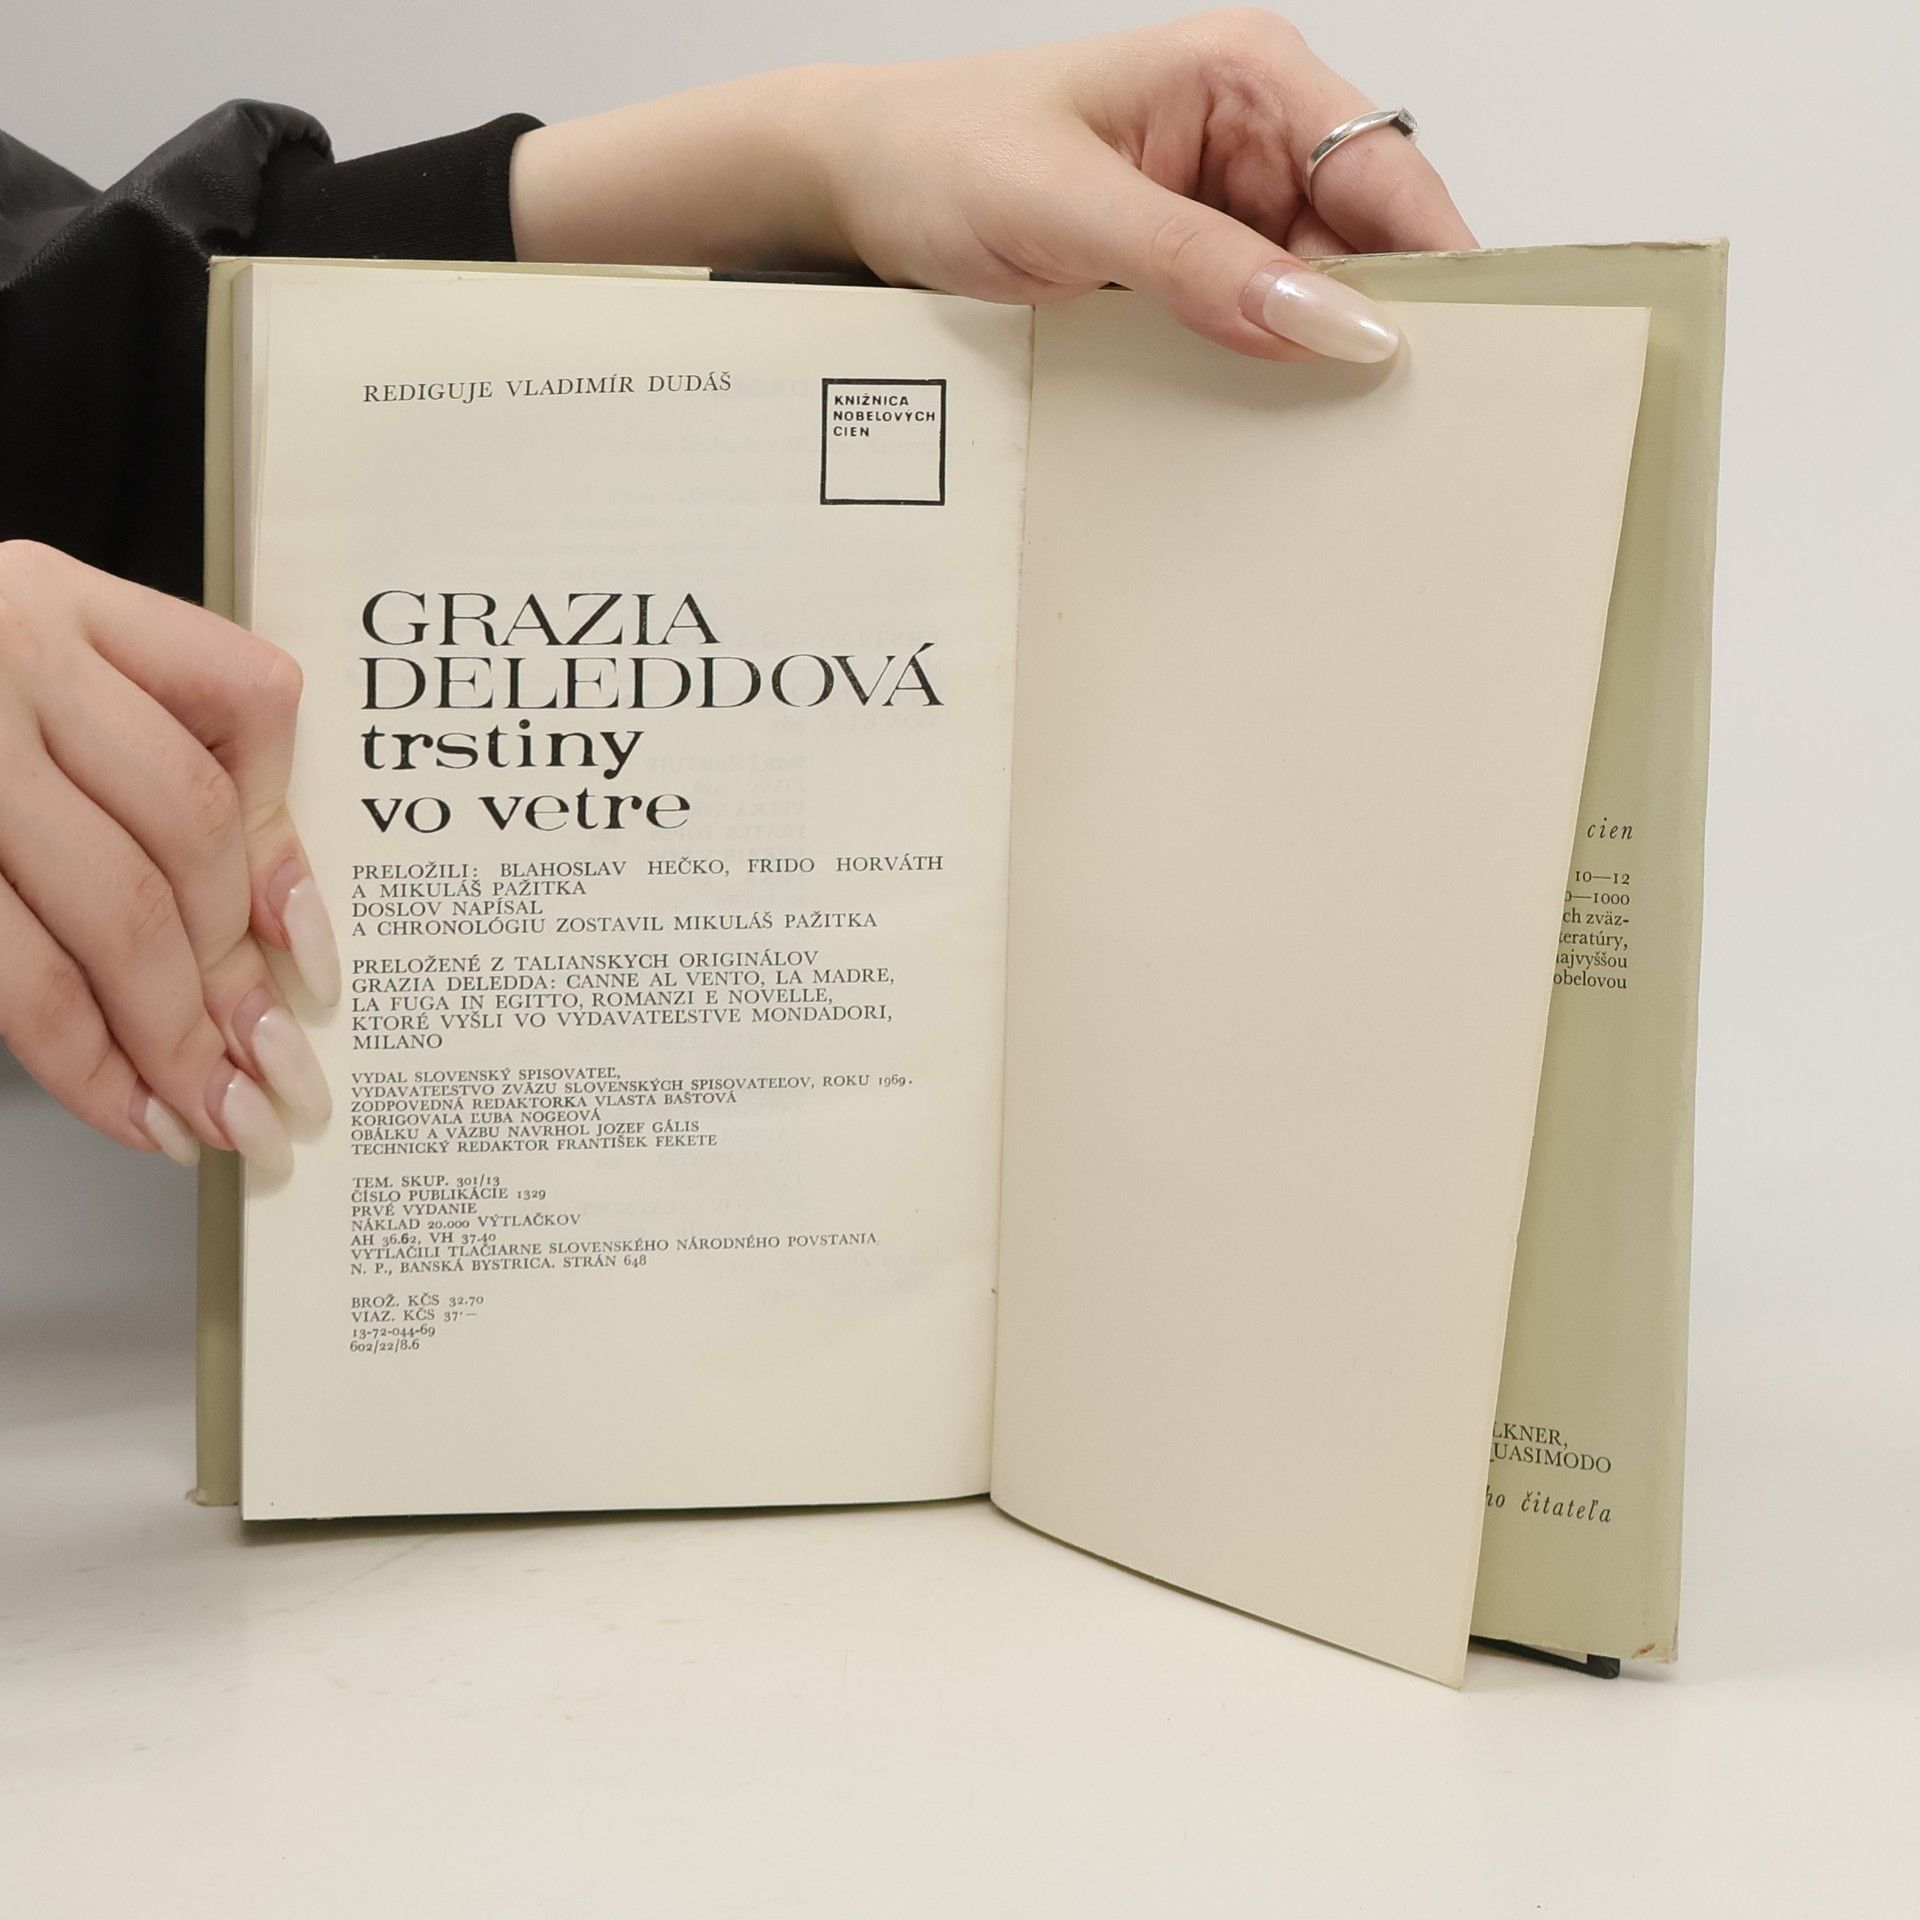 REDIGUJE VLADIMÍR DUDÁŠ
KNIŽNICA
NOBELOVÝCH
CIEN
GRAZIA
DELEDDOVÁ
trstiny
vo vetre
PRELOŽILI: BLAHOSLAV HEČKO, FRIDO HORVÁTH
A MIKULÁŠ PAŽITKA
DOSLOV NAPÍSAL
A CHRONOLÓGIU ZOSTAVIL MIKULÁŠ PAŽITKA
PRELOŽENÉ Z TALIANSKYCH ORIGINÁLOV
GRAZIA DELEDDA: CANNE AL VENTO, LA MADRE,
LA FUGA IN EGITTO, ROMANZI E NOVELLE,
KTORÉ VYŠLI VO VYDAVATEĽSTVE MONDADORI,
MILANO
VYDAL SLOVENSKÝ SPISOVATEĽ,
VYDAVATEĽSTVO ZVÄZU SLOVENSKÝCH SPISOVATEĽOV, ROKU 1969.
ZODPOVEDNÁ REDAKTORKA VLASTA BAŠTOVÁ
KORIGOVALA ĽUBA NOGEOVÁ
OBÁLKU A VÄZBU NAVRHOL JOZEF GÁLIS
TECHNICKÝ REDAKTOR FRANTIŠEK FEKETE
TEM. SKUP. 301/13
ČÍSLO PUBLIKÁCIE 1329
PRVÉ VYDANIE
NÁKLAD 20.000 VÝTLAČKOV
AH 36.62, VH 37.40
VYTLAČILI TLAČIARNE SLOVENSKÉHO NÁRODNÉHO POVSTANIA
N. P., BANSKÁ BYSTRICA. STRÁN 648
BROŽ. KČS 32.70
VIAZ. KČS 37·—
13-72-044-69
602/22/8.6
cien
10—12
—1000
ch zväz-
eratúry,
ajvyššou
obelovou
LKNER,
UASIMODO
ho čitateľa